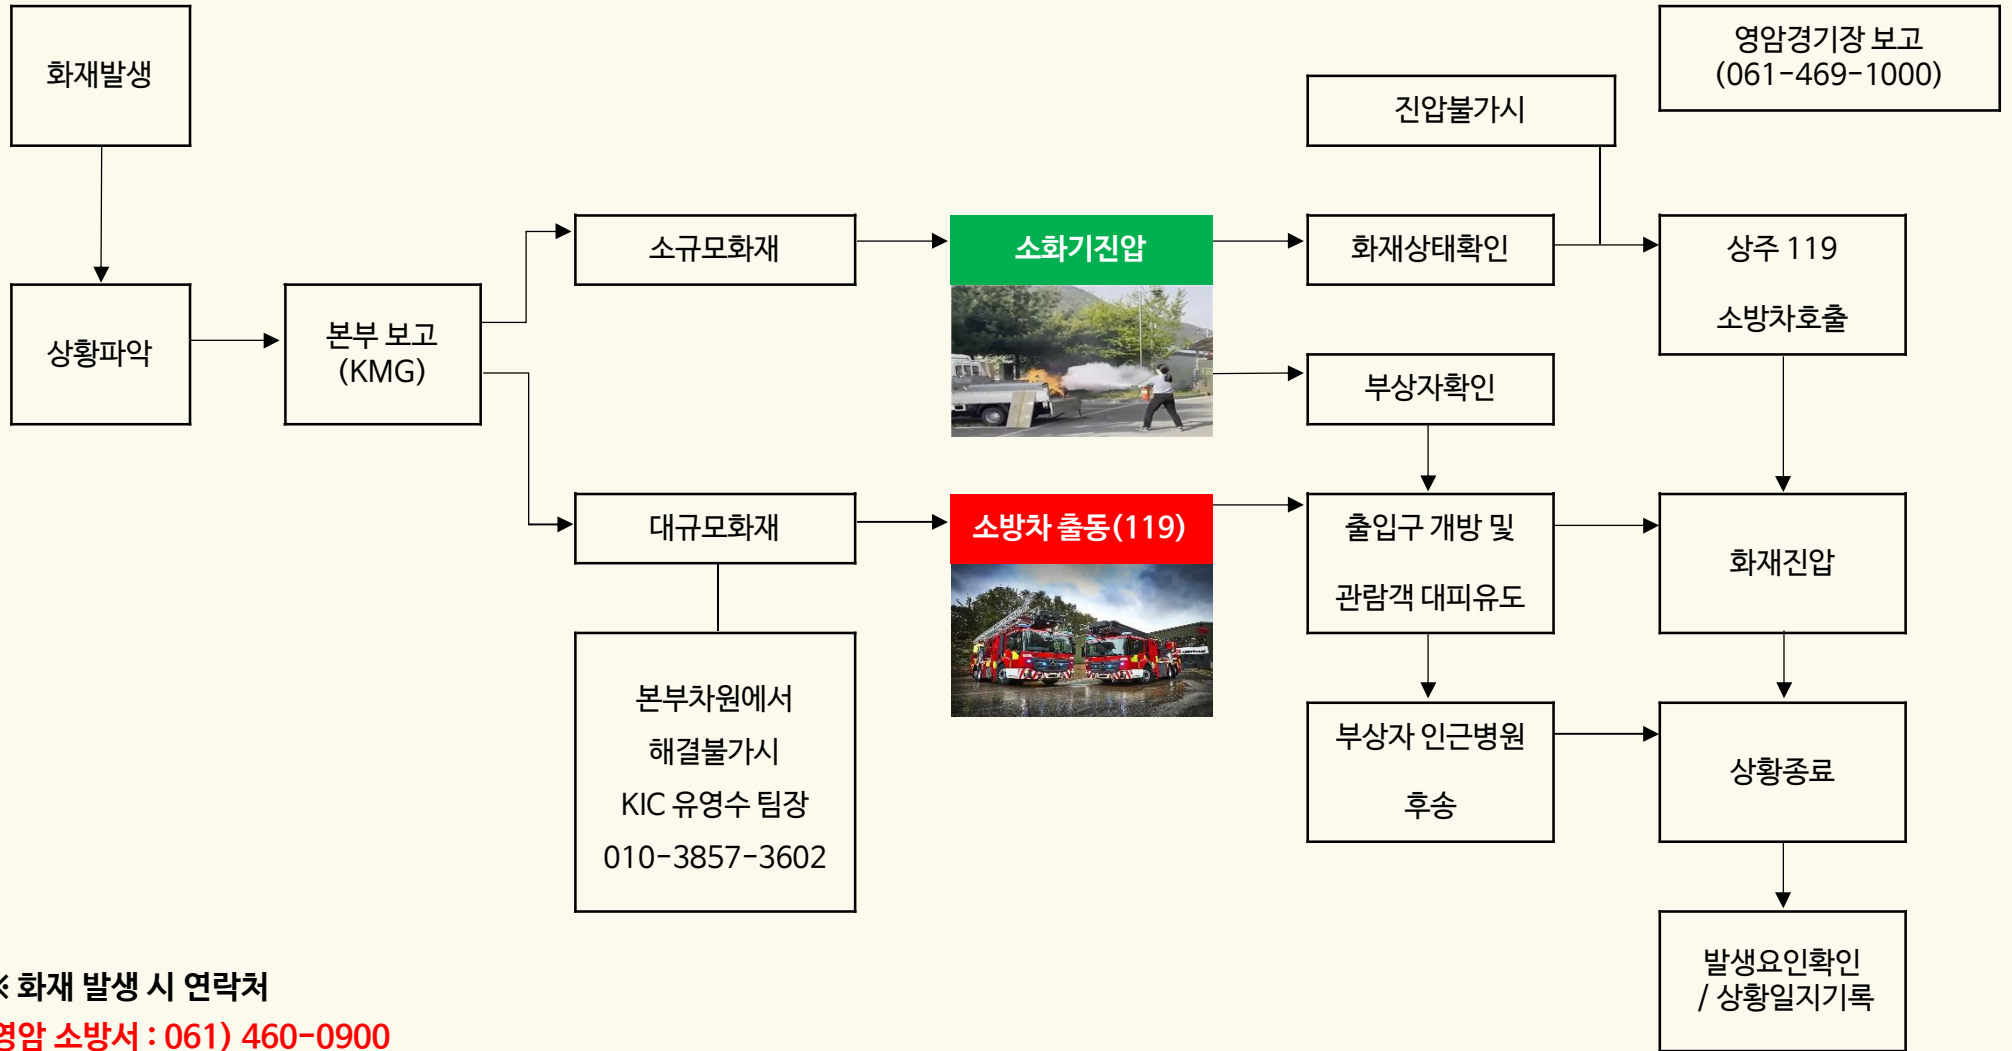 화재발생
영암경기장 보고
(061-469-1000)
진압불가시
소규모화재
소화기진압
화재상태확인
상주 119
소방차호출
상황파악
본부 보고
(KMG)
부상자확인
대규모화재
소방차 출동(119)
출입구 개방 및
관람객 대피유도
화재진압
본부차원에서
해결불가시
KIC 유영수 팀장
010-3857-3602
부상자 인근병원
후송
상황종료
발생요인확인
/ 상황일지기록
※ 화재 발생 시 연락처
영암 소방서 : 061) 460-0900